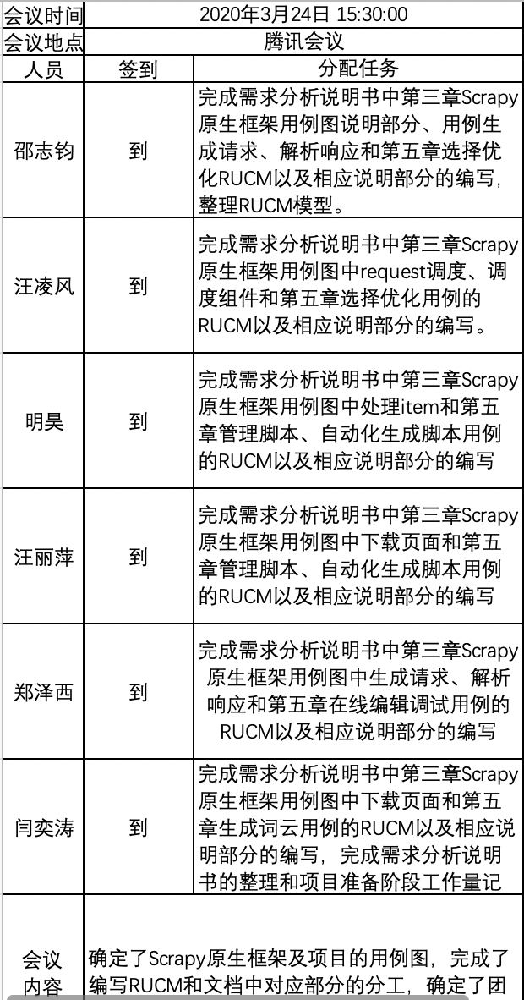 会议时间 2020年3月24日 15:30:00
会议地点 腾讯会议
人员 签到 分配任务
邵志钧 到
完成需求分析说明书中第三章Scrapy
原生框架用例图说明部分、用例生
成请求、解析响应和第五章选择优
化RUCM以及相应说明部分的编写，
整理RUCM模型。
汪凌风 到
完成需求分析说明书中第三章Scrapy
原生框架用例图中request调度、调
度组件和第五章选择优化用例的
RUCM以及相应说明部分的编写。
明昊 到
完成需求分析说明书中第三章Scrapy
原生框架用例图中处理item和第五
章管理脚本、自动化生成脚本用例
的RUCM以及相应说明部分的编写
汪丽萍 到
完成需求分析说明书中第三章Scrapy
原生框架用例图中下载页面和第五
章管理脚本、自动化生成脚本用例
的RUCM以及相应说明部分的编写
郑泽西 到
完成需求分析说明书中第三章Scrapy
原生框架用例图中生成请求、解析
响应和第五章在线编辑调试用例的
RUCM以及相应说明部分的编写
闫奕涛 到
完成需求分析说明书中第三章Scrapy
原生框架用例图中下载页面和第五
章生成词云用例的RUCM以及相应说
明部分的编写，完成需求分析说明
书的整理和项目准备阶段工作量记
会议
内容
确定了Scrapy原生框架及项目的用例图，完成了
编写RUCM和文档中对应部分的分工，确定了团